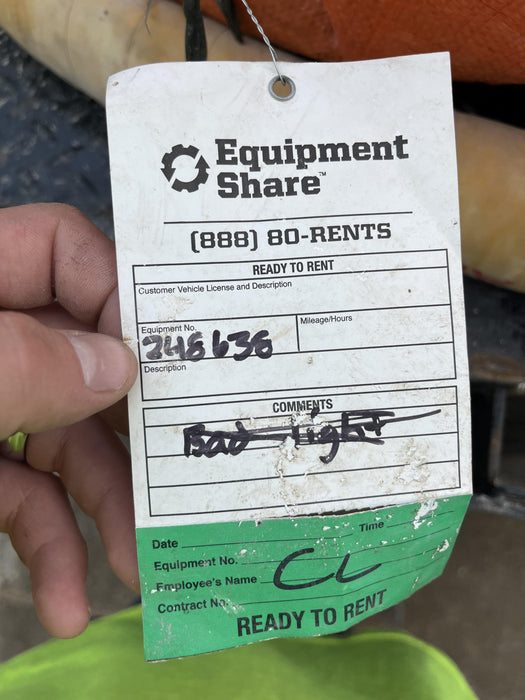 Equipment
Share™
(888) 80-RENTS
READY TO RENT
Customer Vehicle License and Description
Equipment No.
248638
Mileage/Hours
Description
COMMENTS
Bad light
Date
Time
Equipment No.
Employee's Name CL
Contract No.
READY TO RENT